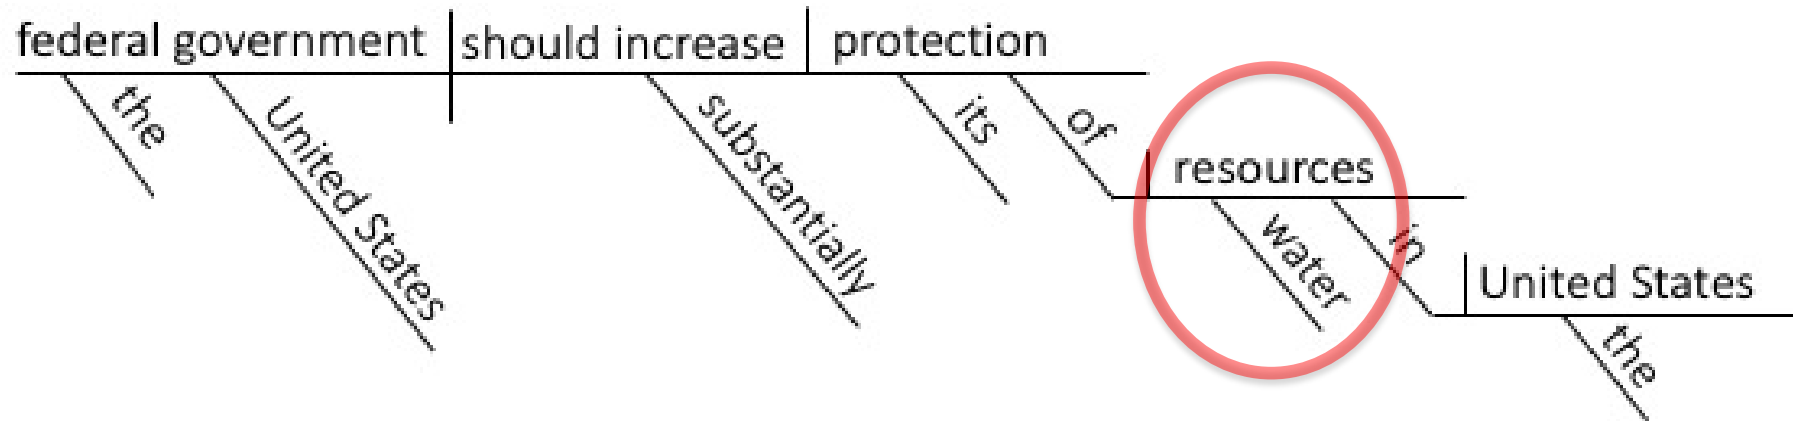 federal government should increase protection
the United States substantially its of
resources
water in
United States
the